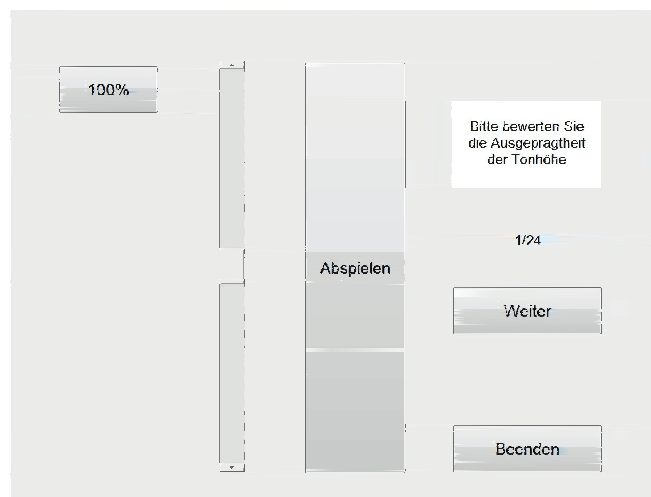 100%
Bitte bewerten Sie
die Ausgeprägtheit
der Tonhöhe
1/24
Abspielen
Weiter
Beenden